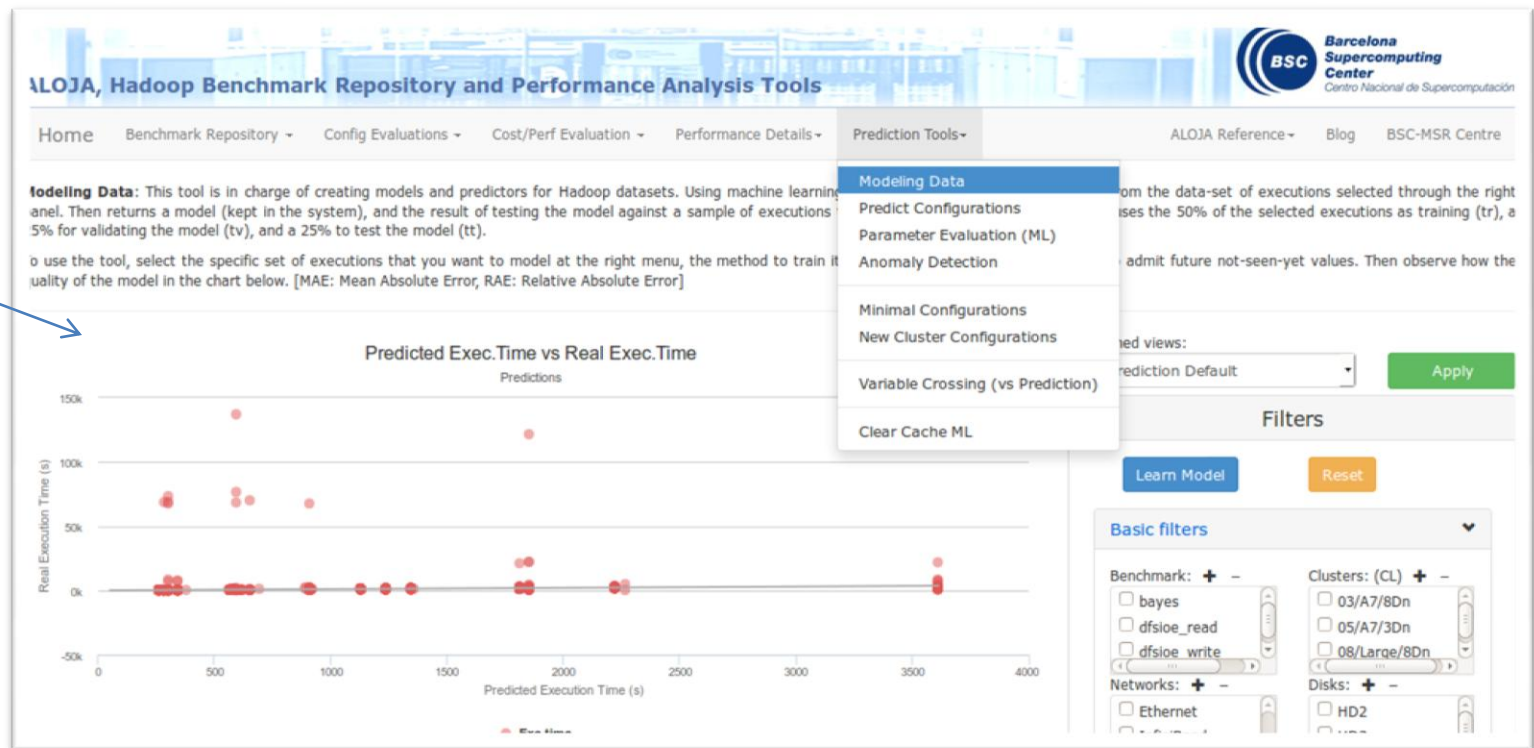 ALOJA, Hadoop Benchmark Repository and Performance Analysis Tools
BSC
Barcelona
Supercomputing
Center
Centro Nacional de Supercomputación
Home Benchmark Repository Config Evaluations Cost/Perf Evaluation Performance Details Prediction Tools ALOJA Reference Blog BSC-MSR Centre
Modeling Data
Predict Configurations
Parameter Evaluation (ML)
Anomaly Detection
Minimal Configurations
New Cluster Configurations
Variable Crossing (vs Prediction)
Clear Cache ML
Modeling Data: This tool is in charge of creating models and predictors for Hadoop datasets. Using machine learning om the data-set of executions selected through the right
anel. Then returns a model (kept in the system), and the result of testing the model against a sample of executions uses the 50% of the selected executions as training (tr), a
5% for validating the model (tv), and a 25% to test the model (tt).
o use the tool, select the specific set of executions that you want to model at the right menu, the method to train it admit future not-seen-yet values. Then observe how the
uality of the model in the chart below. [MAE: Mean Absolute Error, RAE: Relative Absolute Error]
Predicted Exec.Time vs Real Exec.Time
Predictions
Real Execution Time (s)
150k
100k
50k
0k
-50k
0 500 1000 1500 2000 2500 3000 3500 4000
Predicted Execution Time (s)
Exe time
ned views:
rediction Default Apply
Filters
Learn Model Reset
Basic filters
Benchmark: + - Clusters: (CL) + -
bayes 03/A7/8Dn
dfsioe_read 05/A7/3Dn
dfsioe_write 08/Large/8Dn
Networks: + - Disks: + -
Ethernet HD2